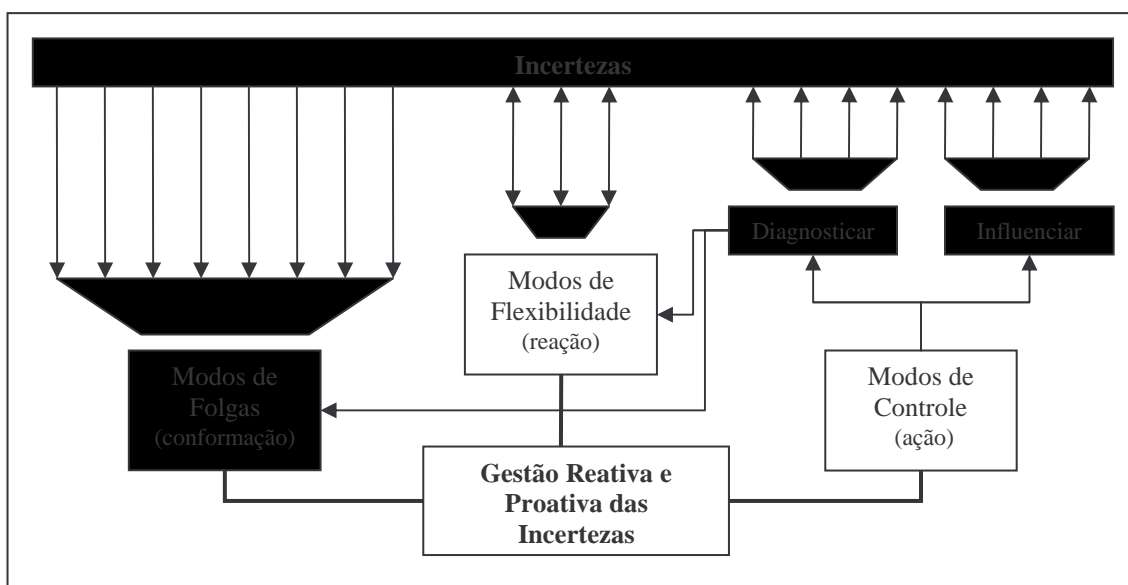 Incertezas
Diagnosticar
Influenciar
Modos de
Flexibilidade
(reação)
Modos de
Folgas
(conformação)
Modos de
Controle
(ação)
Gestão Reativa e
Proativa das
Incertezas